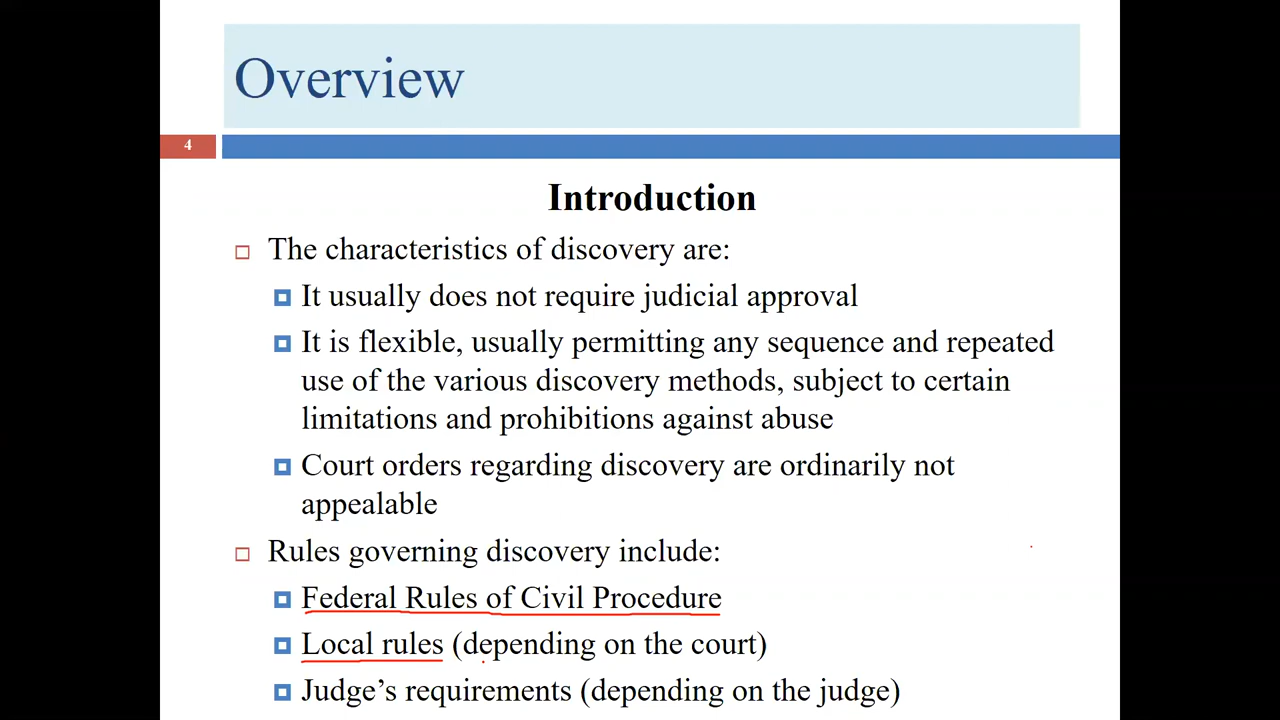 Overview
4
Introduction
The characteristics of discovery are:
It usually does not require judicial approval
It is flexible, usually permitting any sequence and repeated
use of the various discovery methods, subject to certain
limitations and prohibitions against abuse
Court orders regarding discovery are ordinarily not
appealable
Rules governing discovery include:
Federal Rules of Civil Procedure
Local rules (depending on the court)
Judge’s requirements (depending on the judge)